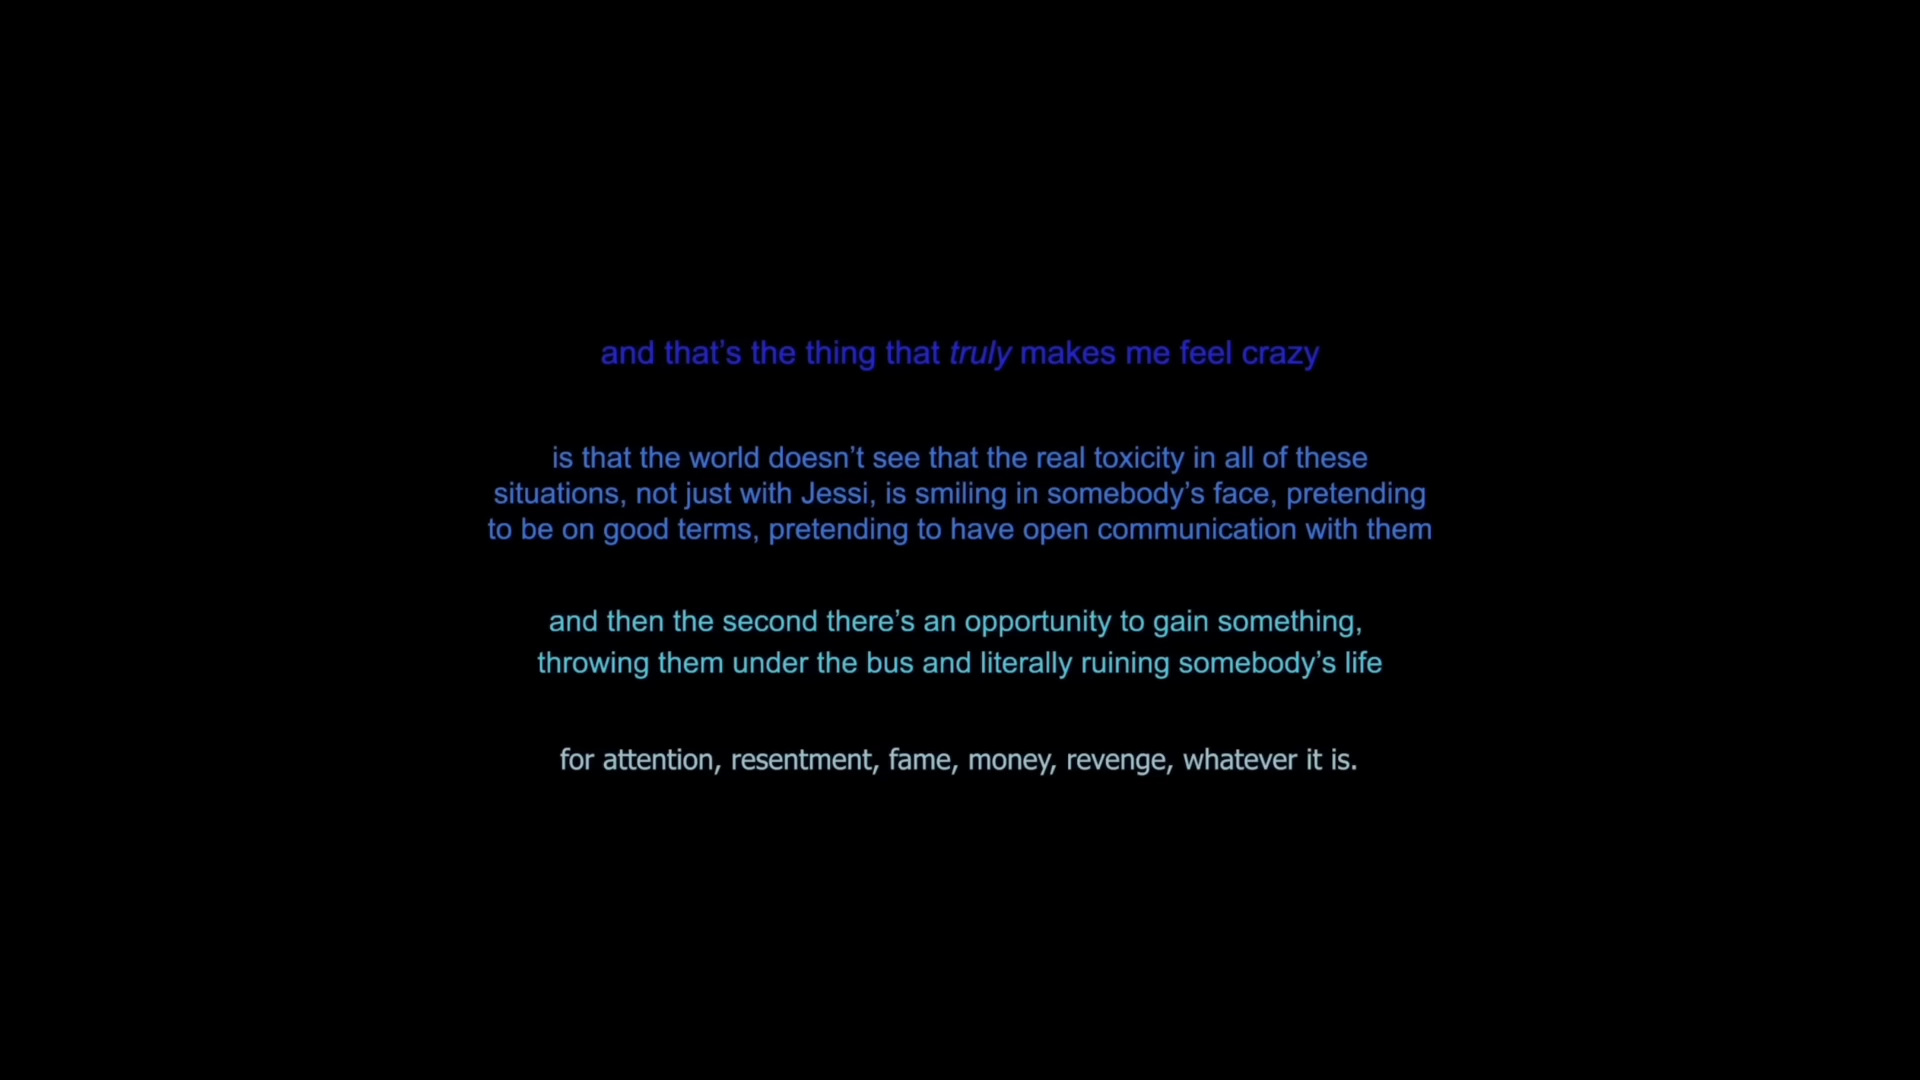 and that’s the thing that truly makes me feel crazy
is that the world doesn’t see that the real toxicity in all of these
situations, not just with Jessi, is smiling in somebody’s face, pretending
to be on good terms, pretending to have open communication with them
and then the second there’s an opportunity to gain something,
throwing them under the bus and literally ruining somebody’s life
for attention, resentment, fame, money, revenge, whatever it is.